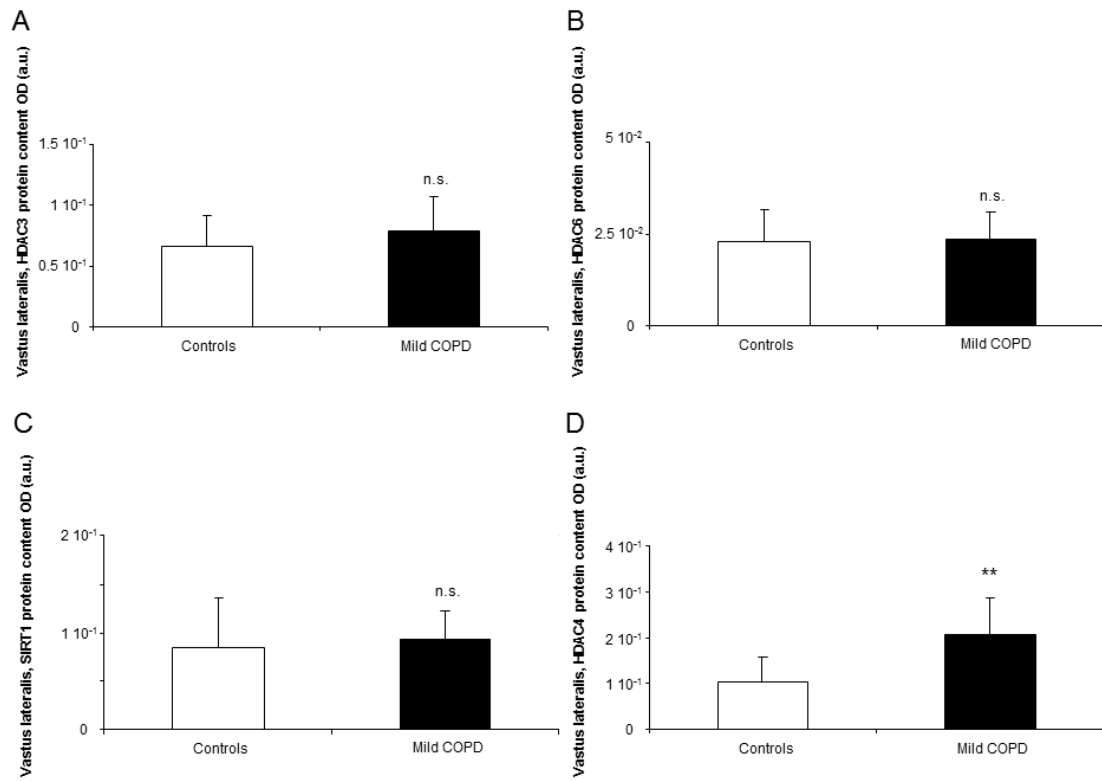 A
Vastus lateralis, HDAC3 protein content OD (a.u.)
1.5 10⁻¹
1 10⁻¹
0.5 10⁻¹
0
n.s.
Controls
Mild COPD
B
Vastus lateralis, HDAC6 protein content OD (a.u.)
5 10⁻²
2.5 10⁻²
0
n.s.
Controls
Mild COPD
C
Vastus lateralis, SIRT1 protein content OD (a.u.)
2 10⁻¹
1 10⁻¹
0
n.s.
Controls
Mild COPD
D
Vastus lateralis, HDAC4 protein content OD (a.u.)
4 10⁻¹
3 10⁻¹
2 10⁻¹
1 10⁻¹
0
**
Controls
Mild COPD